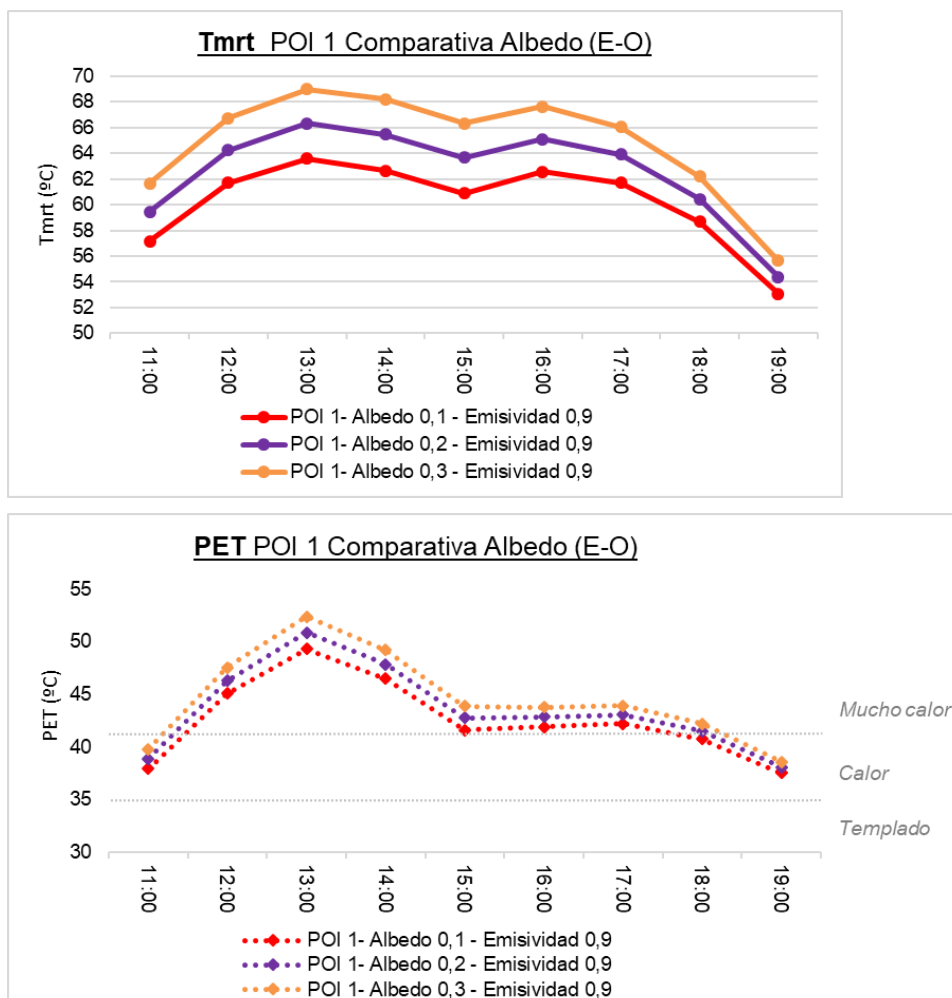 Tmrt POI 1 Comparativa Albedo (E-O)
70
68
66
64
62
60
58
56
54
52
50
Tmrt (ºC)
11:00
12:00
13:00
14:00
15:00
16:00
17:00
18:00
19:00
POI 1- Albedo 0,1 - Emisividad 0,9
POI 1- Albedo 0,2 - Emisividad 0,9
POI 1- Albedo 0,3 - Emisividad 0,9
PET POI 1 Comparativa Albedo (E-O)
55
50
45
40
35
30
PET (ºC)
Mucho calor
Calor
Templado
11:00
12:00
13:00
14:00
15:00
16:00
17:00
18:00
19:00
POI 1- Albedo 0,1 - Emisividad 0,9
POI 1- Albedo 0,2 - Emisividad 0,9
POI 1- Albedo 0,3 - Emisividad 0,9